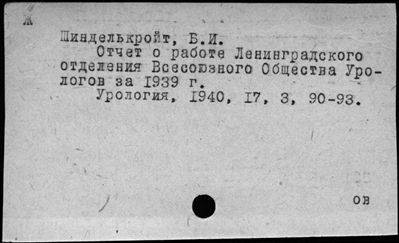 Ж
Шинделькройт, Б.И.
Отчет о работе Ленинградского
отделения Всесоюзного Общества Уро-
логов за 1939 г.
Урология, 1940, 17, 3, 90-93.
ов